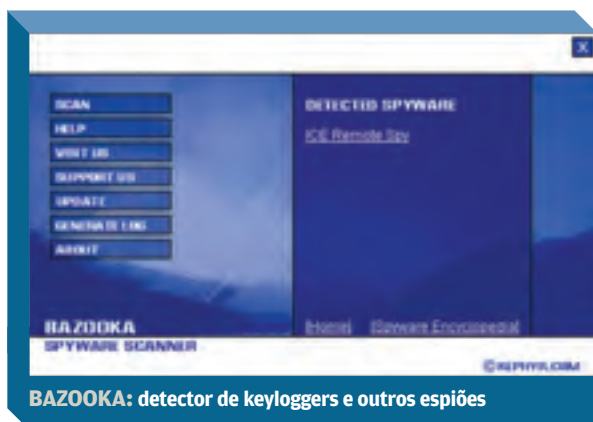 X
SCAN
HELP
VISIT US
SUPPORT US
UPDATE
GENERATE LOG
ABOUT
DETECTED SPYWARE
ICE Remote Spy
BAZOOKA
SPYWARE SCANNER
[Home] [Spyware Encyclopedia]
©KEPHYR.COM
BAZOOKA: detector de keyloggers e outros espiões